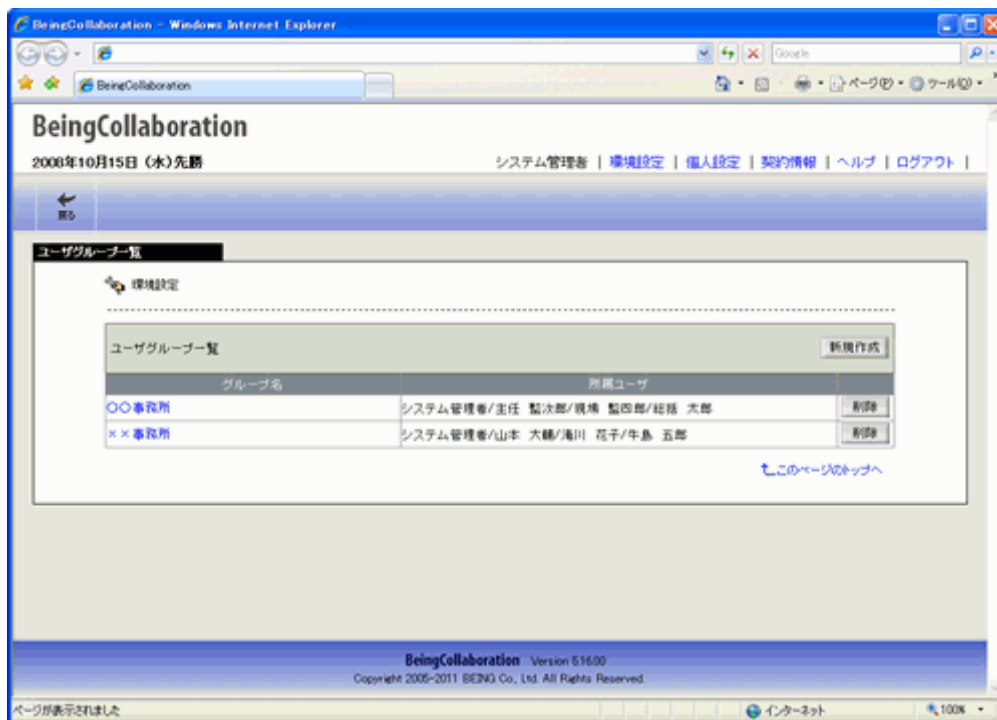 BeingCollaboration - Windows Internet Explorer
Google
BeingCollaboration
ページ(P)
ツール(O)
BeingCollaboration
2008年10月15日 (水)先勝
システム管理者 | 環境設定 | 個人設定 | 契約情報 | ヘルプ | ログアウト |
戻る
ユーザグループ一覧
環境設定
ユーザグループ一覧
新規作成
グループ名 所属ユーザ
〇〇事務所 システム管理者/主任 監次郎/現場 監四郎/総括 太郎 削除
××事務所 システム管理者/山本 大輔/滝川 花子/牛島 五郎 削除
このページのトップへ
BeingCollaboration Version 5.16.00
Copyright 2005-2011 BEING Co., Ltd. All Rights Reserved.
ページが表示されました
インターネット
100%